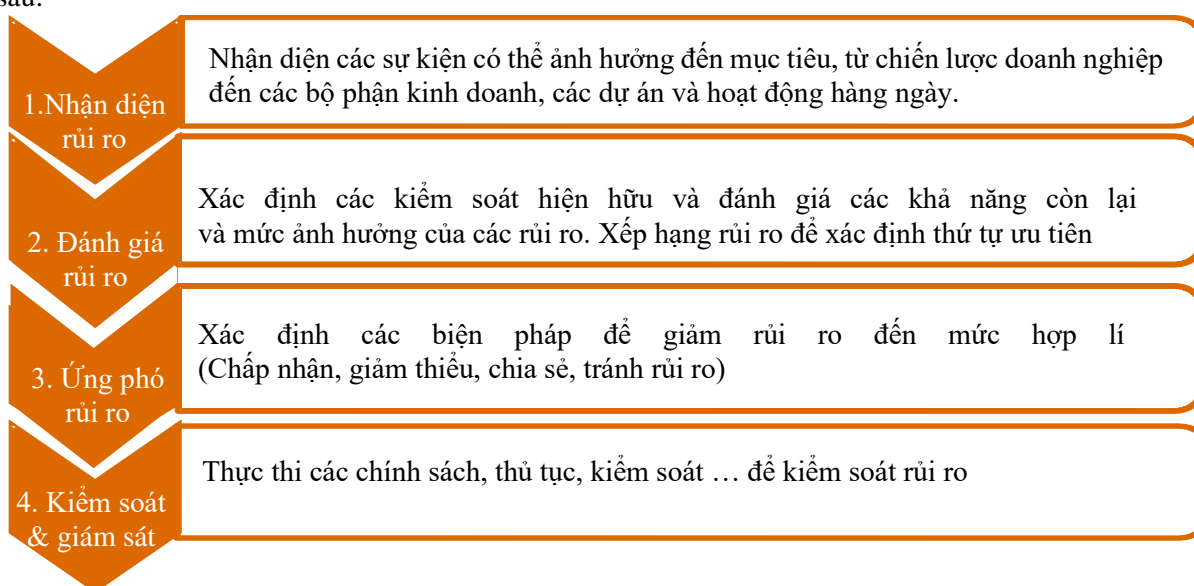 sau:
1.Nhận diện
rủi ro
Nhận diện các sự kiện có thể ảnh hưởng đến mục tiêu, từ chiến lược doanh nghiệp
đến các bộ phận kinh doanh, các dự án và hoạt động hàng ngày.
2. Đánh giá
rủi ro
Xác định các kiểm soát hiện hữu và đánh giá các khả năng còn lại
và mức ảnh hưởng của các rủi ro. Xếp hạng rủi ro để xác định thứ tự ưu tiên
3. Ứng phó
rủi ro
Xác định các biện pháp để giảm rủi ro đến mức hợp lí
(Chấp nhận, giảm thiểu, chia sẻ, tránh rủi ro)
4. Kiểm soát
& giám sát
Thực thi các chính sách, thủ tục, kiểm soát … để kiểm soát rủi ro